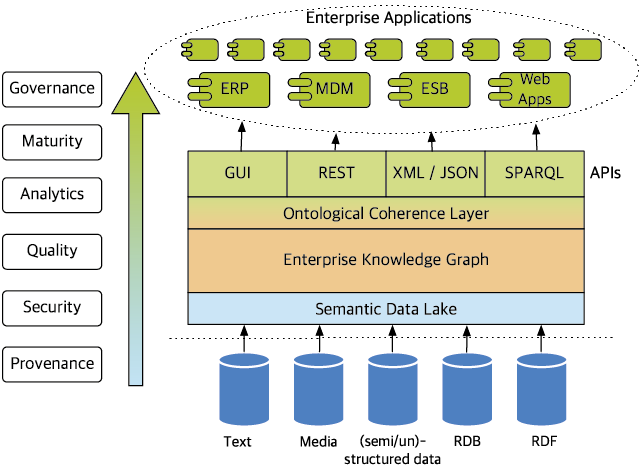 Enterprise Applications
ERP
MDM
ESB
Web
Apps
Governance
Maturity
Analytics
Quality
Security
Provenance
GUI
REST
XML / JSON
SPARQL
APIs
Ontological Coherence Layer
Enterprise Knowledge Graph
Semantic Data Lake
Text
Media
(semi/un)-
structured data
RDB
RDF